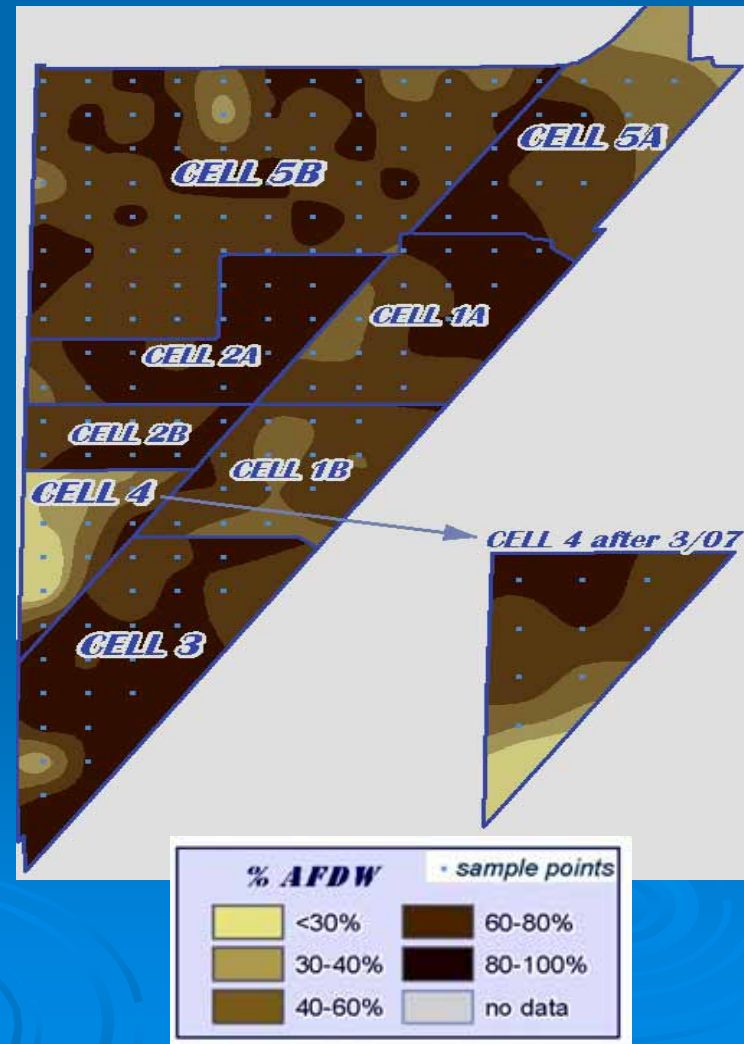 CELL 5A
CELL 5B
CELL 1A
CELL 2A
CELL 2B
CELL 1B
CELL 4
CELL 4 after 3/07
CELL 3
% AFDW
· sample points
<30%
60-80%
30-40%
80-100%
40-60%
no data